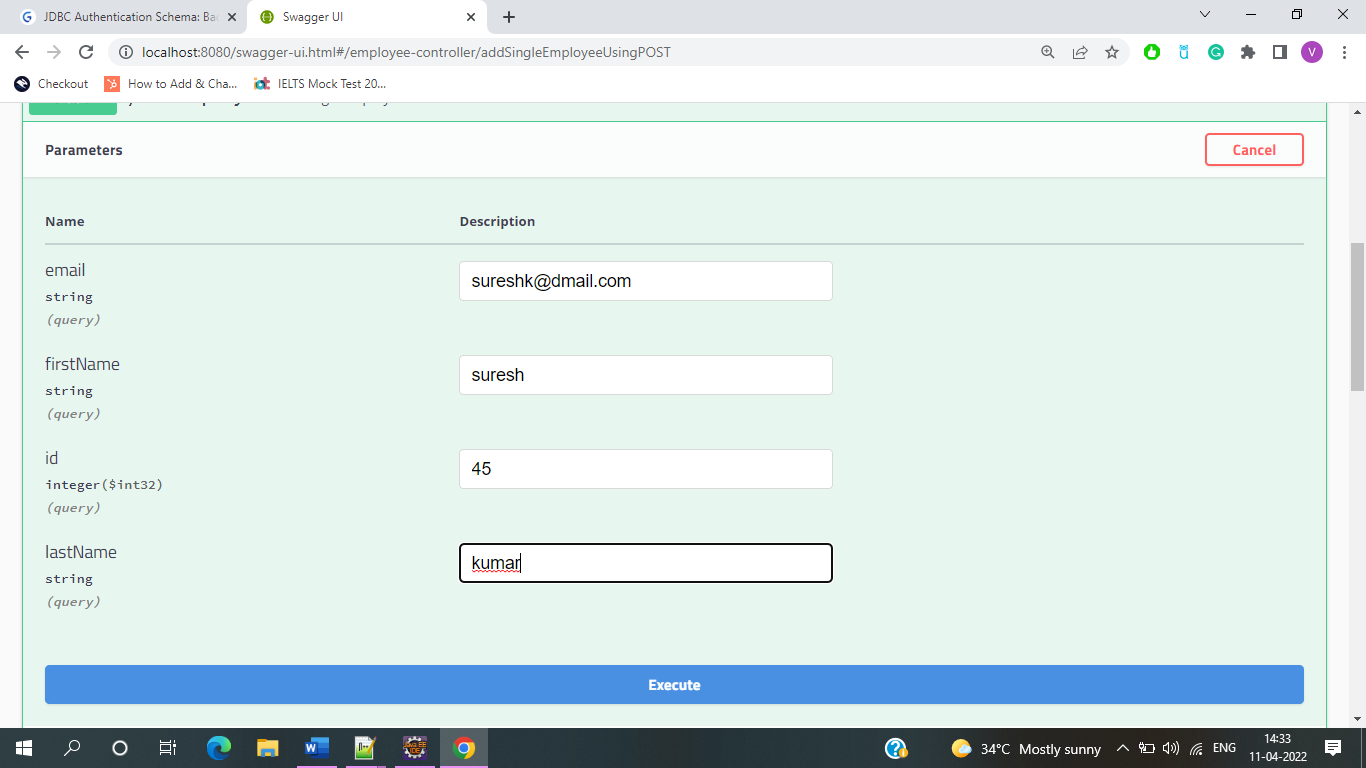 JDBC Authentication Schema: Ba
Swagger UI
localhost:8080/swagger-ui.html#/employee-controller/addSingleEmployeeUsingPOST
V
Checkout
How to Add & Cha...
IELTS Mock Test 20...
Parameters
Cancel
Name
Description
email
string
(query)
sureshk@dmail.com
firstName
string
(query)
suresh
id
integer($int32)
(query)
45
lastName
string
(query)
kumar
Execute
34°C Mostly sunny
ENG
14:33
11-04-2022